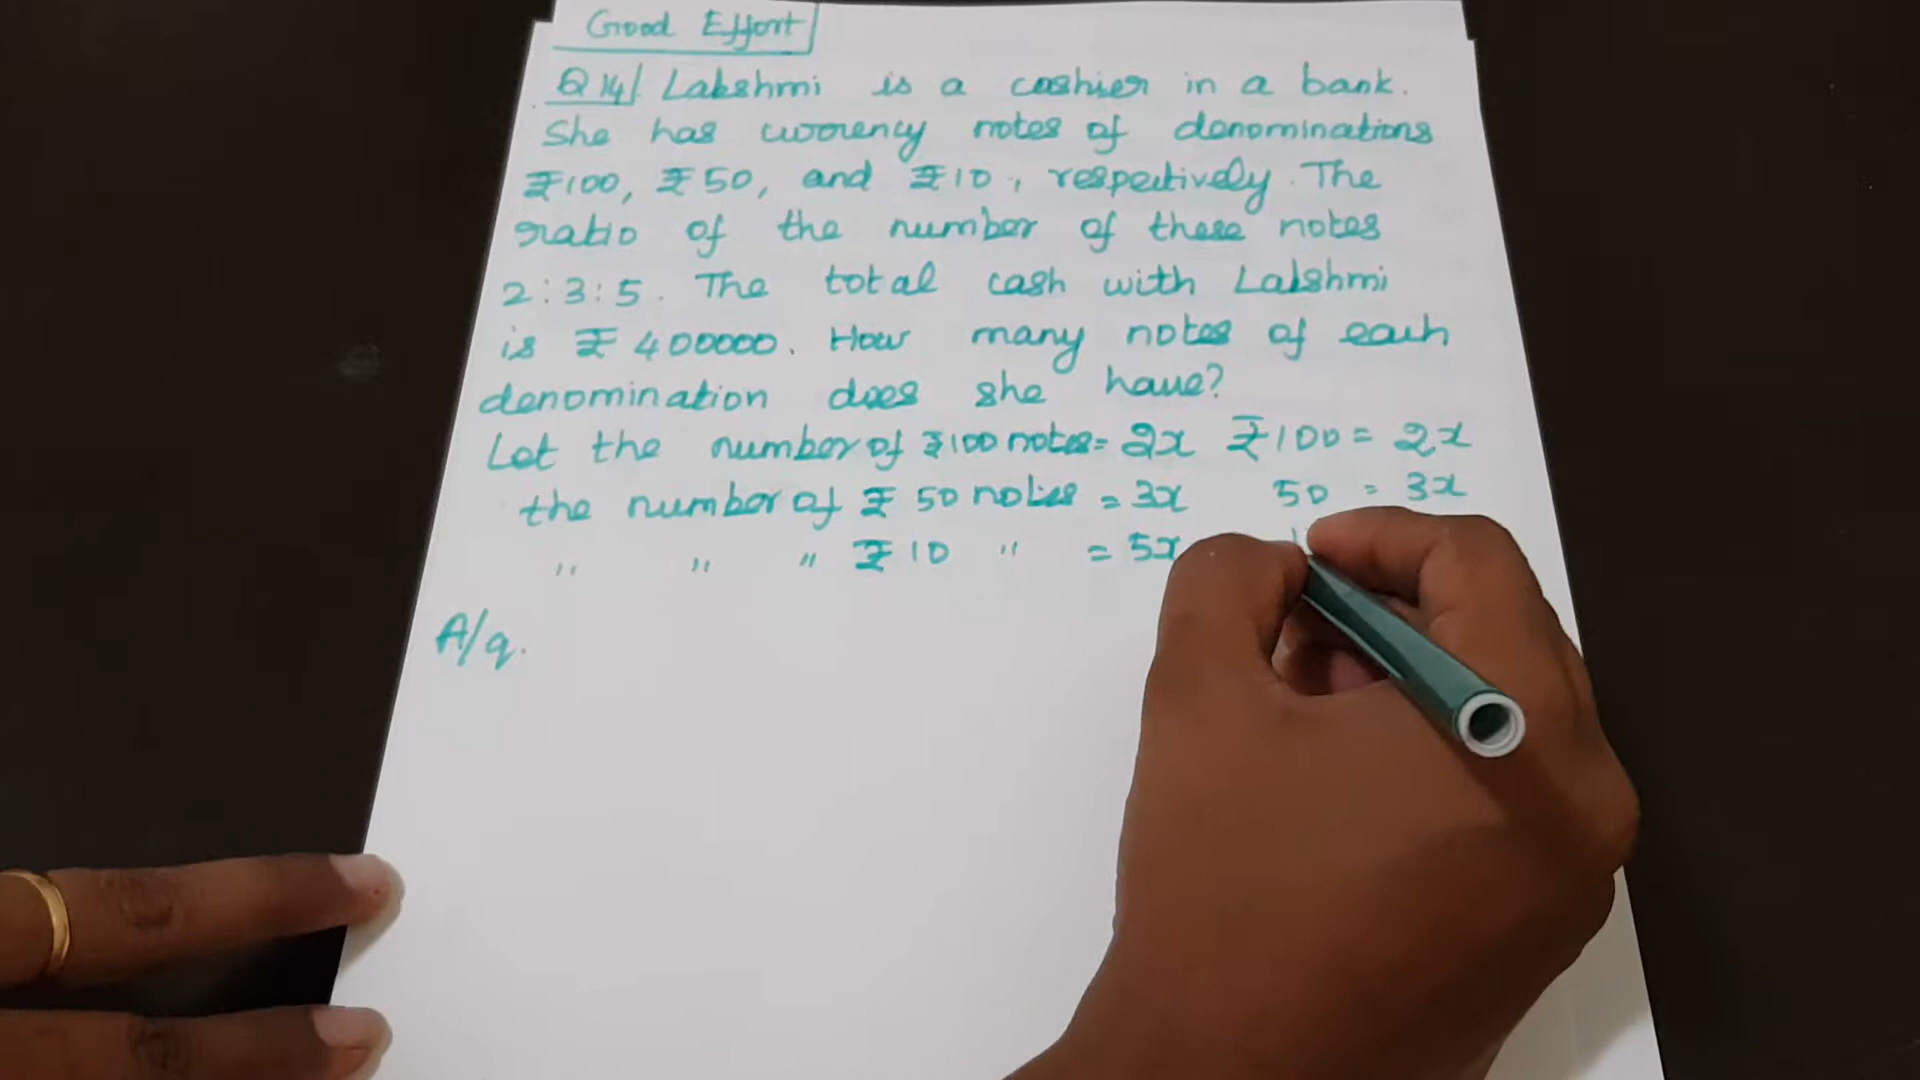 Good Effort
Q 14/ Lakshmi is a cashier in a bank.
She has currency notes of denominations
₹100, ₹50, and ₹10, respectively. The
ratio of the number of these notes
2:3:5. The total cash with Lakshmi
is ₹ 400000. How many notes of each
denomination does she have?
Let the number of ₹100 notes = 2x ₹100 = 2x
the number of ₹ 50 notes = 3x 50 = 3x
" " " ₹10 " = 5x
A/q.